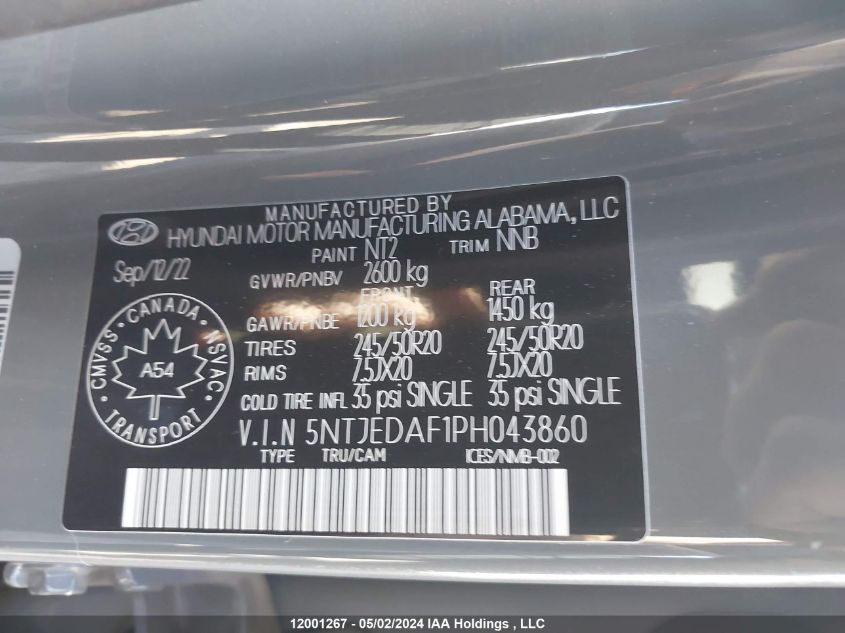 MANUFACTURED BY
HYUNDAI MOTOR MANUFACTURING ALABAMA, LLC
PAINT NT2 TRIM NNB
Sep/12/22
GVWR/PNBV 2600 kg
FRONT REAR
GAWR/PNBE 1200 kg 1450 kg
TIRES 245/50R20 245/50R20
RIMS 7.5JX20 7.5JX20
COLD TIRE INFL 35 psi SINGLE 35 psi SINGLE
CMVSS · CANADA · NSVAC ·
A54
TRANSPORT
V.I.N 5NTJEDAF1PH043860
TYPE TRU/CAM ICES/NMB-002
12001267 - 05/02/2024 IAA Holdings , LLC